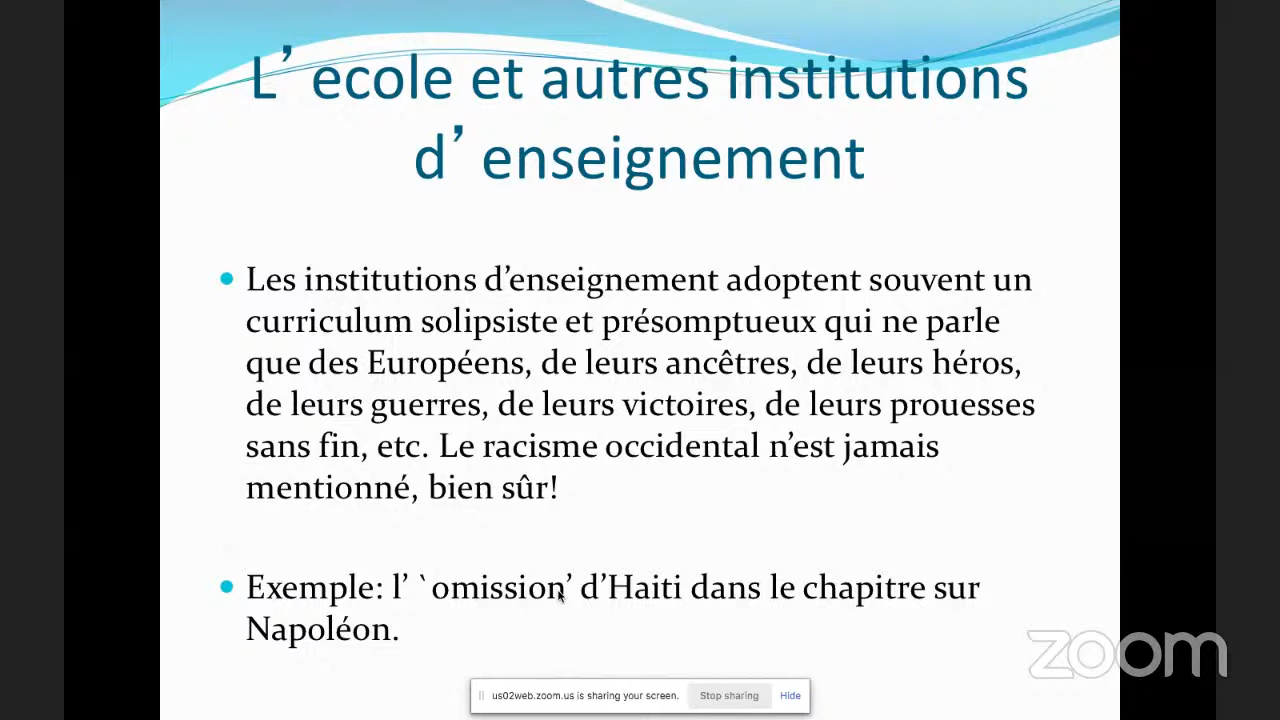 L’ecole et autres institutions
d’enseignement
Les institutions d’enseignement adoptent souvent un
curriculum solipsiste et présomptueux qui ne parle
que des Européens, de leurs ancêtres, de leurs héros,
de leurs guerres, de leurs victoires, de leurs prouesses
sans fin, etc. Le racisme occidental n’est jamais
mentionné, bien sûr!
Exemple: l’ `omission’ d’Haiti dans le chapitre sur
Napoléon.
zoom
us02web.zoom.us is sharing your screen. Stop sharing Hide